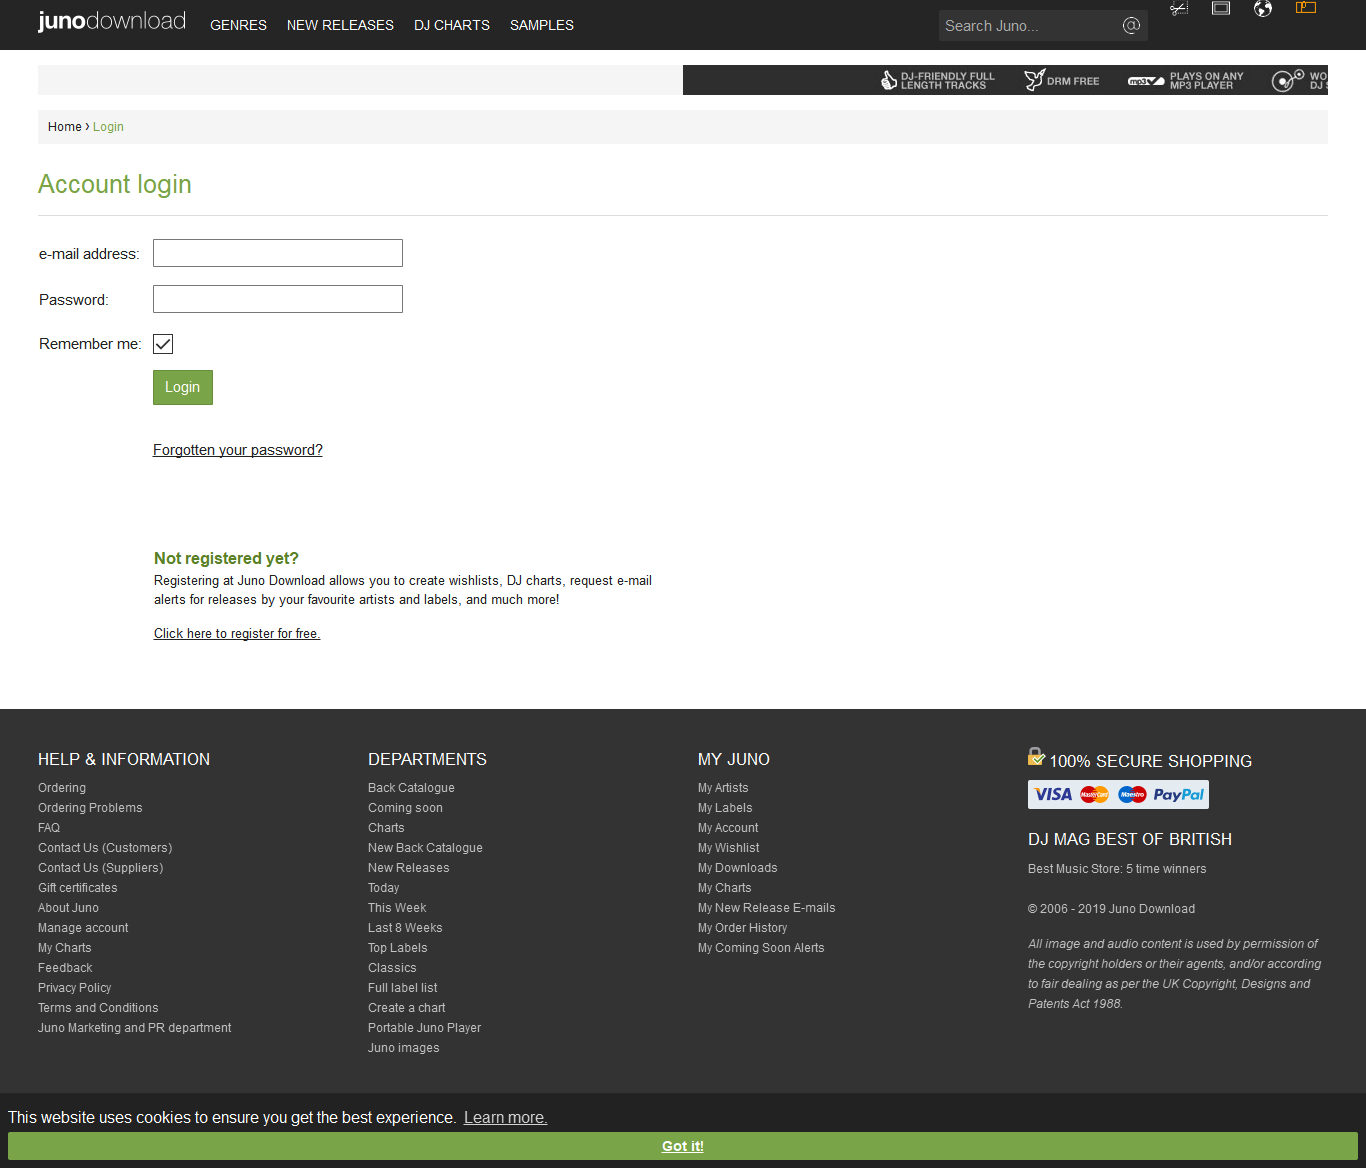 junodownload GENRES NEW RELEASES DJ CHARTS SAMPLES Search Juno...
DJ-FRIENDLY FULL LENGTH TRACKS
DRM FREE
mp3 PLAYS ON ANY MP3 PLAYER
WO
DJ S
Home › Login
Account login
e-mail address:
Password:
Remember me:
Login
Forgotten your password?
Not registered yet?
Registering at Juno Download allows you to create wishlists, DJ charts, request e-mail
alerts for releases by your favourite artists and labels, and much more!
Click here to register for free.
HELP & INFORMATION
Ordering
Ordering Problems
FAQ
Contact Us (Customers)
Contact Us (Suppliers)
Gift certificates
About Juno
Manage account
My Charts
Feedback
Privacy Policy
Terms and Conditions
Juno Marketing and PR department
DEPARTMENTS
Back Catalogue
Coming soon
Charts
New Back Catalogue
New Releases
Today
This Week
Last 8 Weeks
Top Labels
Classics
Full label list
Create a chart
Portable Juno Player
Juno images
MY JUNO
My Artists
My Labels
My Account
My Wishlist
My Downloads
My Charts
My New Release E-mails
My Order History
My Coming Soon Alerts
100% SECURE SHOPPING
VISA MasterCard Maestro PayPal
DJ MAG BEST OF BRITISH
Best Music Store: 5 time winners
© 2006 - 2019 Juno Download
All image and audio content is used by permission of
the copyright holders or their agents, and/or according
to fair dealing as per the UK Copyright, Designs and
Patents Act 1988.
This website uses cookies to ensure you get the best experience. Learn more.
Got it!